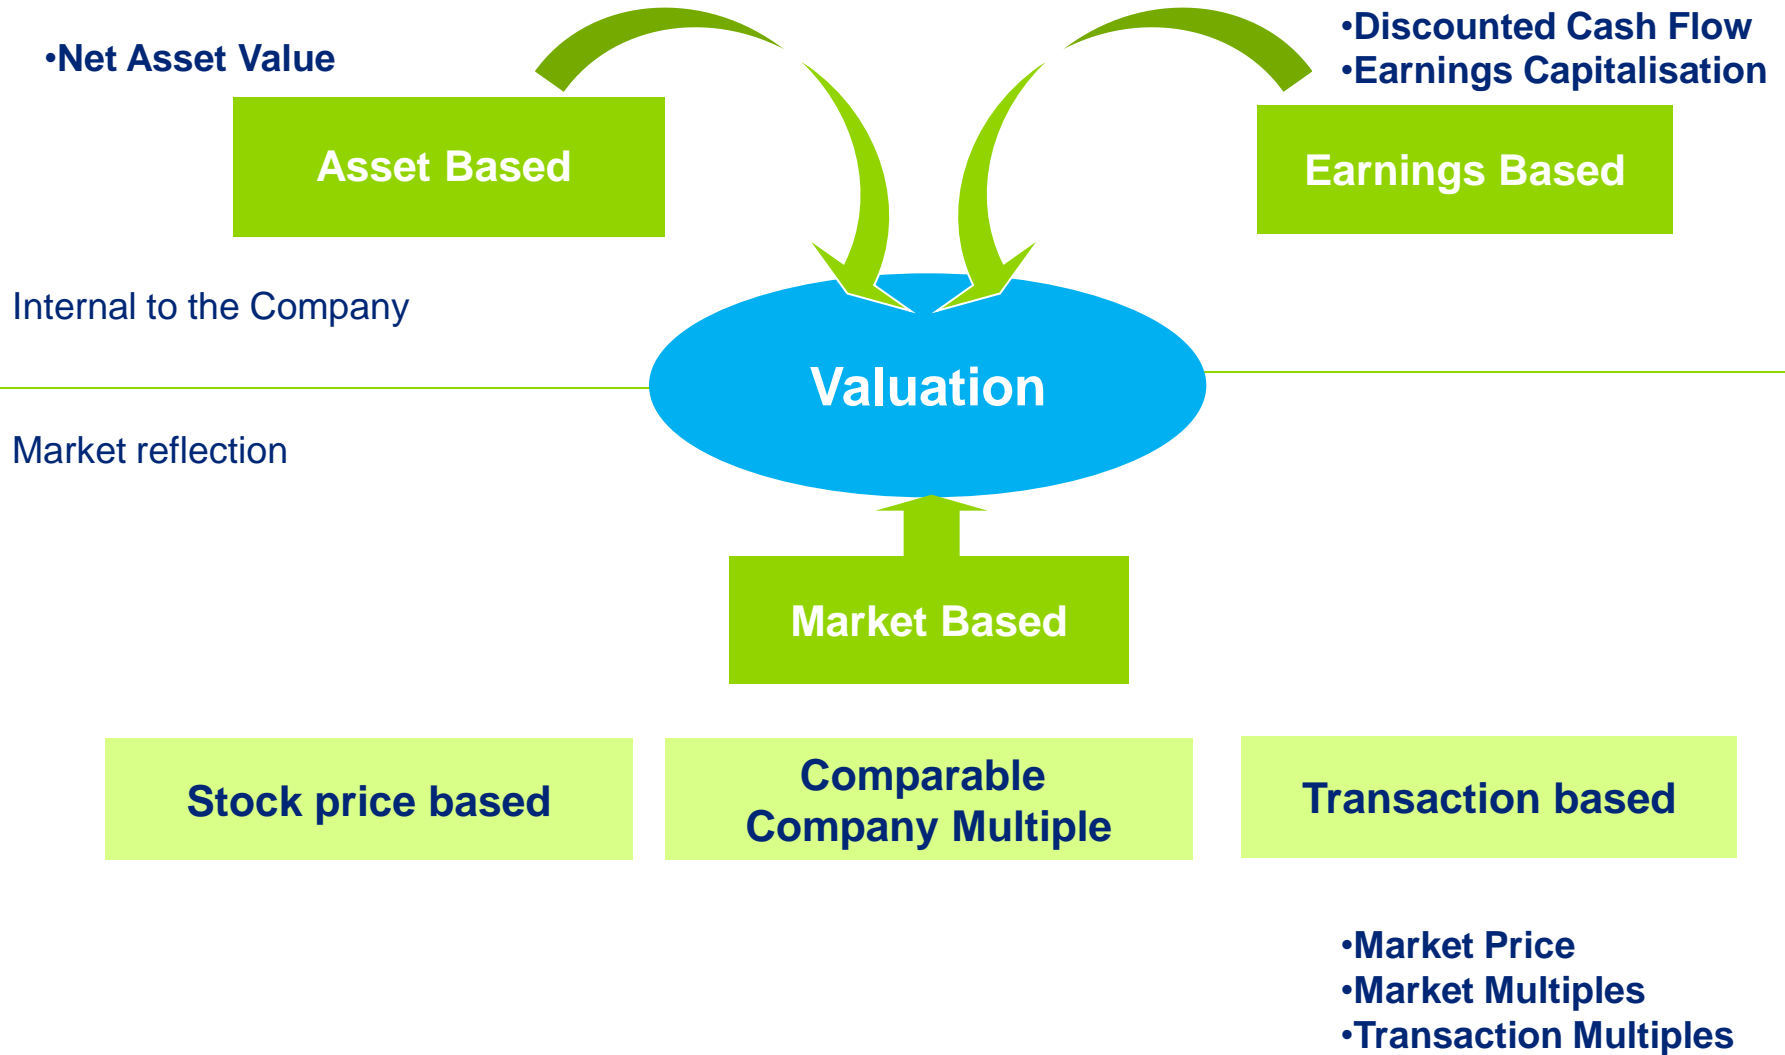 •Net Asset Value
•Discounted Cash Flow
•Earnings Capitalisation
Asset Based
Earnings Based
Internal to the Company
Valuation
Market reflection
Market Based
Stock price based
Comparable
Company Multiple
Transaction based
•Market Price
•Market Multiples
•Transaction Multiples